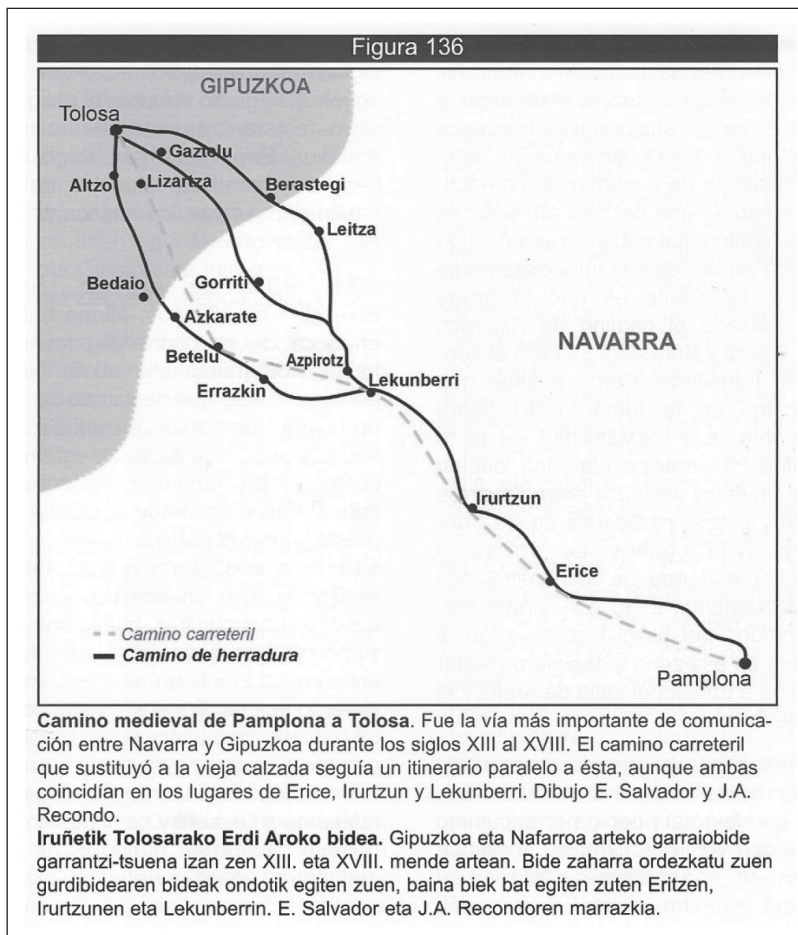 Figura 136
GIPUZKOA
Tolosa
Gaztolu
Altzo
Lizartza
Berastegi
Leitza
Bedaio
Gorriti
Azkarate
NAVARRA
Betelu
Azpirotz
Lekunberri
Errazkin
Irurtzun
Erice
Camino carreteril
Camino de herradura
Pamplona
Camino medieval de Pamplona a Tolosa. Fue la vía más importante de comunica-
ción entre Navarra y Gipuzkoa durante los siglos XIII al XVIII. El camino carreteril
que sustituyó a la vieja calzada seguía un itinerario paralelo a ésta, aunque ambas
coincidían en los lugares de Erice, Irurtzun y Lekunberri. Dibujo E. Salvador y J.A.
Recondo.
Iruñetik Tolosarako Erdi Aroko bidea. Gipuzkoa eta Nafarroa arteko garraiobide
garrantzi-tsuena izan zen XIII. eta XVIII. mende artean. Bide zaharra ordezkatu zuen
gurdibidearen bideak ondotik egiten zuen, baina biek bat egiten zuten Eritzen,
Irurtzunen eta Lekunberrin. E. Salvador eta J.A. Recondoren marrazkia.